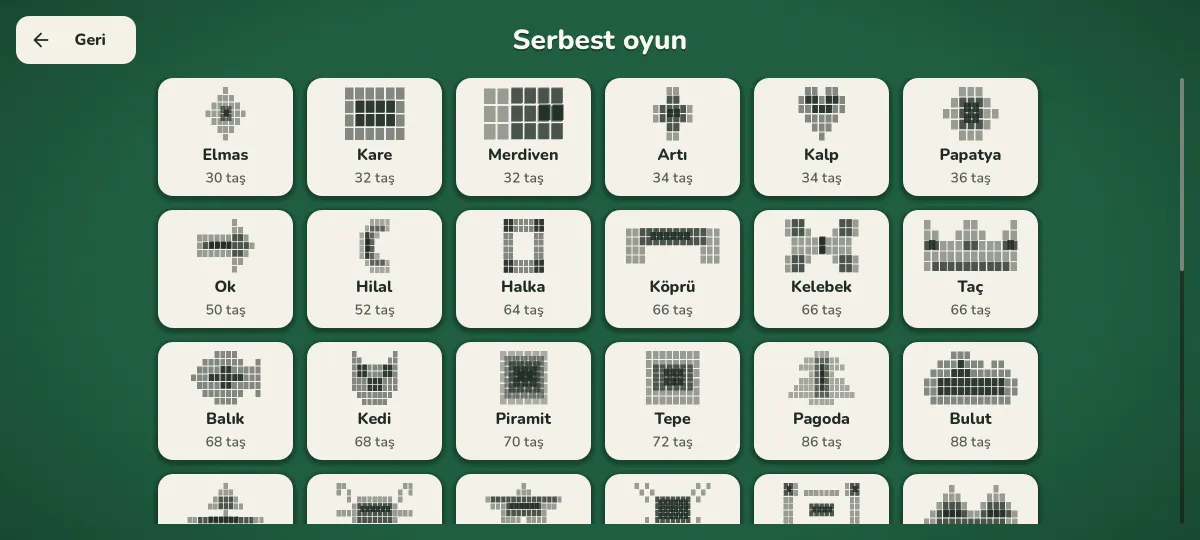 Geri
Serbest oyun
Elmas
30 taş
Kare
32 taş
Merdiven
32 taş
Artı
34 taş
Kalp
34 taş
Papatya
36 taş
Ok
50 taş
Hilal
52 taş
Halka
64 taş
Köprü
66 taş
Kelebek
66 taş
Taç
66 taş
Balık
68 taş
Kedi
68 taş
Piramit
70 taş
Tepe
72 taş
Pagoda
86 taş
Bulut
88 taş